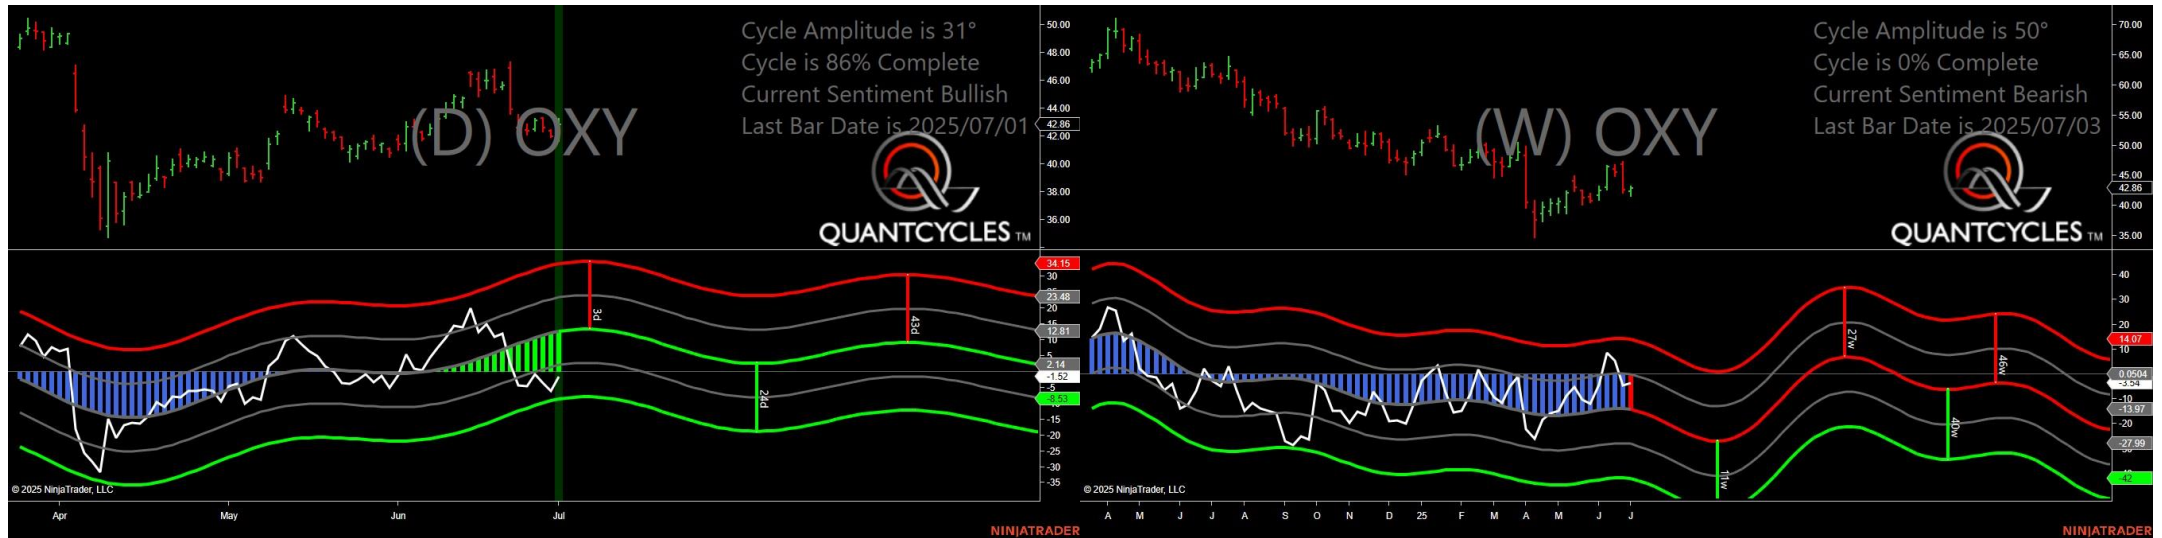 Cycle Amplitude is 31°
Cycle is 86% Complete
Current Sentiment Bullish
Last Bar Date is 2025/07/01
(D) OXY
QUANTCYCLES TM
50.00
48.00
46.00
44.00
42.86
42.00
40.00
38.00
36.00
34.15
30
23.48
20
15
12.81
10
5
2.14
-1.52
-5
-8.53
-15
-20
-25
-30
-35
3d
24d
43d
© 2025 NinjaTrader, LLC
Apr May Jun Jul
NINJATRADER
Cycle Amplitude is 50°
Cycle is 0% Complete
Current Sentiment Bearish
Last Bar Date is 2025/07/03
(W) OXY
QUANTCYCLES TM
70.00
65.00
60.00
55.00
50.00
45.00
42.86
40.00
35.00
40
30
20
14.07
10
0.0504
-3.54
-10
-13.97
-20
-27.99
-42
11w
27w
40w
46w
© 2025 NinjaTrader, LLC
A M J J A S O N D 25 F M A M J J
NINJATRADER